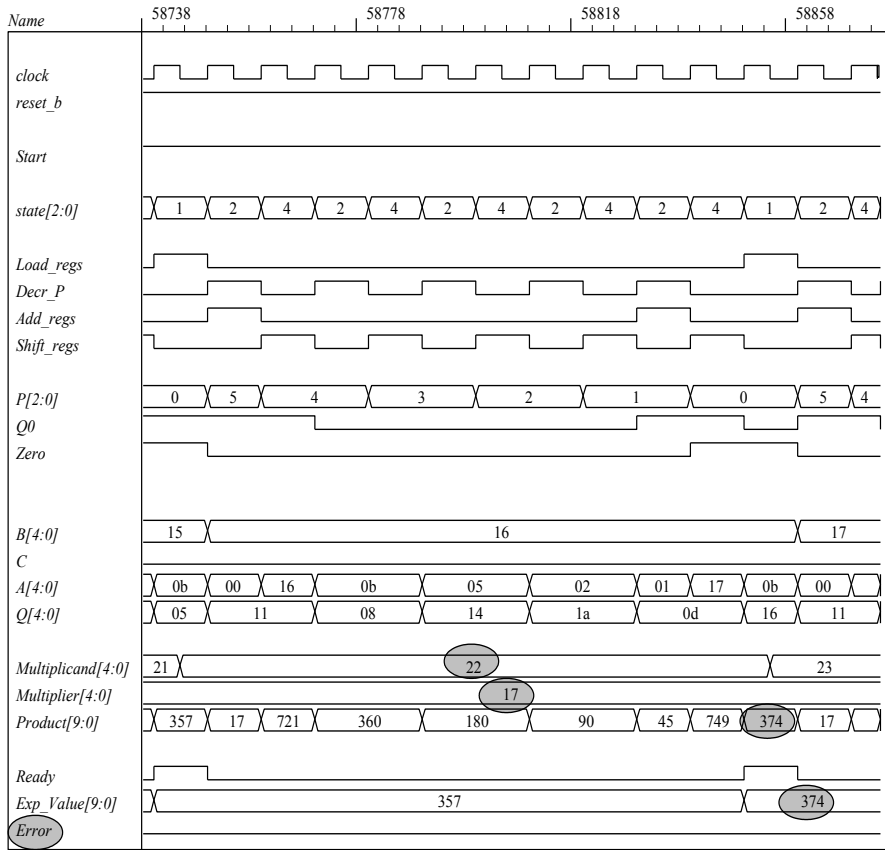 Name 58738 58778 58818 58858
clock
reset_b
Start
state[2:0] 1 2 4 2 4 2 4 2 4 2 4 1 2 4
Load_regs
Decr_P
Add_regs
Shift_regs
P[2:0] 0 5 4 3 2 1 0 5 4
Q0
Zero
B[4:0] 15 16 17
C
A[4:0] 0b 00 16 0b 05 02 01 17 0b 00
Q[4:0] 05 11 08 14 1a 0d 16 11
Multiplicand[4:0] 21 22 23
Multiplier[4:0] 17
Product[9:0] 357 17 721 360 180 90 45 749 374 17
Ready
Exp_Value[9:0] 357 374
Error